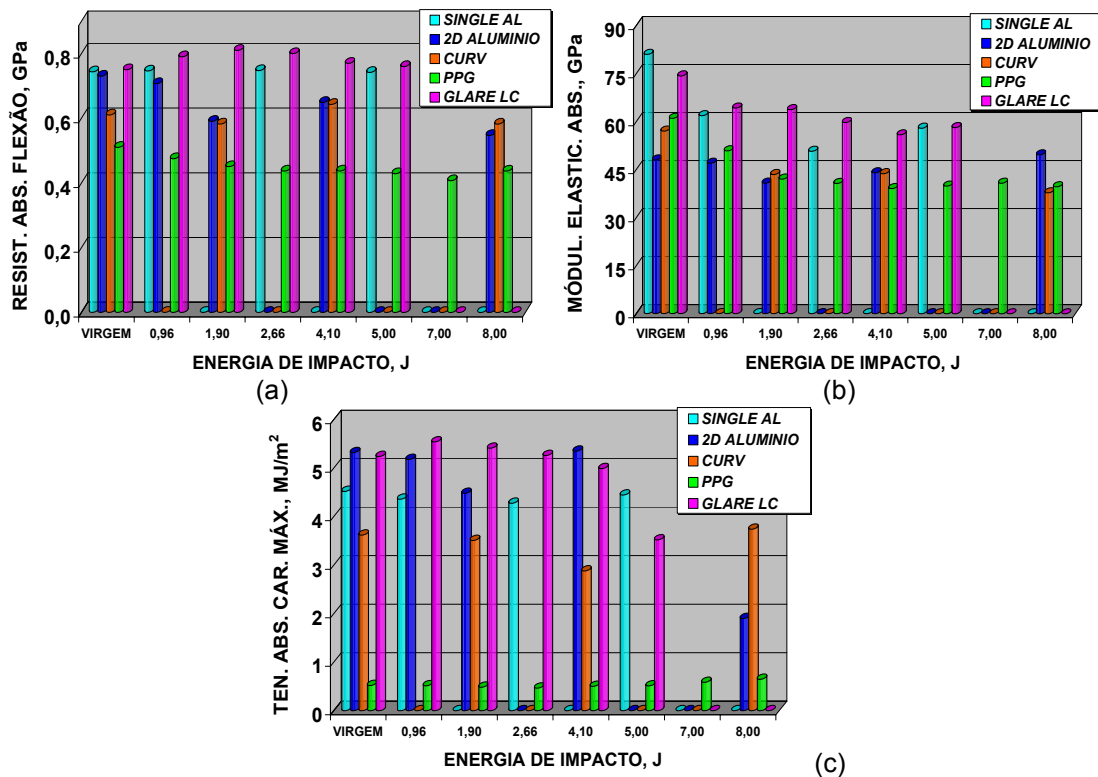 RESIST. ABS. FLEXÃO, GPa
0,8
0,6
0,4
0,2
0,0
VIRGEM 0,96 1,90 2,66 4,10 5,00 7,00 8,00
ENERGIA DE IMPACTO, J
SINGLE AL
2D ALUMINIO
CURV
PPG
GLARE LC
(a)
MÓDUL. ELASTIC. ABS., GPa
90
75
60
45
30
15
0
VIRGEM 0,96 1,90 2,66 4,10 5,00 7,00 8,00
ENERGIA DE IMPACTO, J
SINGLE AL
2D ALUMINIO
CURV
PPG
GLARE LC
(b)
TEN. ABS. CAR. MÁX., MJ/m²
6
5
4
3
2
1
0
VIRGEM 0,96 1,90 2,66 4,10 5,00 7,00 8,00
ENERGIA DE IMPACTO, J
SINGLE AL
2D ALUMINIO
CURV
PPG
GLARE LC
(c)